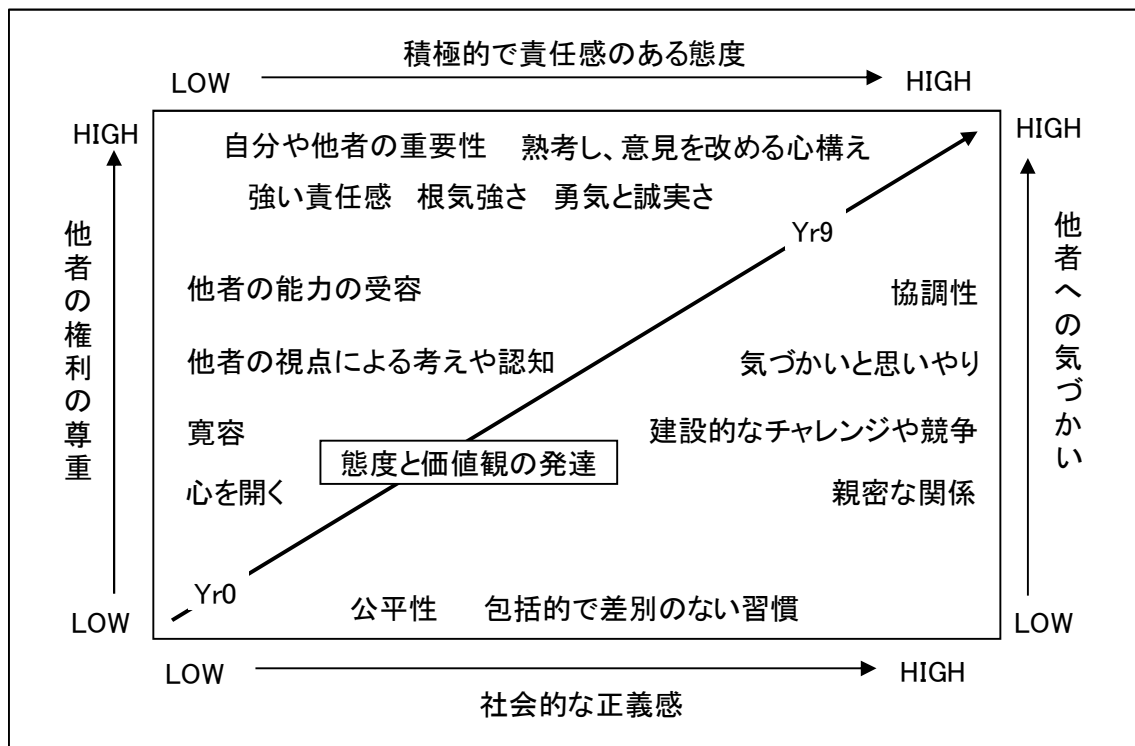 積極的で責任感のある態度
LOW
HIGH
HIGH
HIGH
自分や他者の重要性 熟考し、意見を改める心構え
強い責任感 根気強さ 勇気と誠実さ
Yr9
他者の権利の尊重
他者への気づかい
他者の能力の受容
協調性
他者の視点による考えや認知
気づかいと思いやり
寛容
建設的なチャレンジや競争
態度と価値観の発達
心を開く
親密な関係
Yr0
公平性 包括的で差別のない習慣
LOW
LOW
LOW
HIGH
社会的な正義感